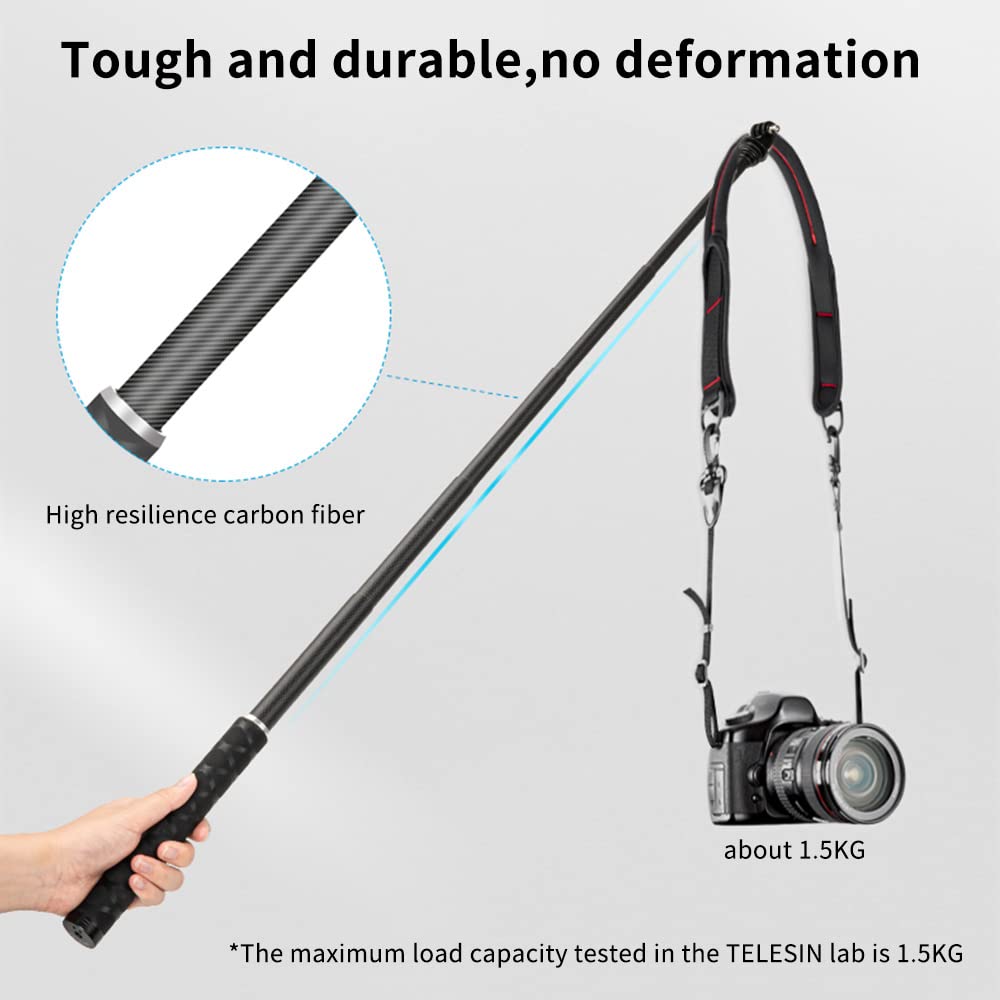 Tough and durable,no deformation
High resilience carbon fiber
about 1.5KG
*The maximum load capacity tested in the TELESIN lab is 1.5KG